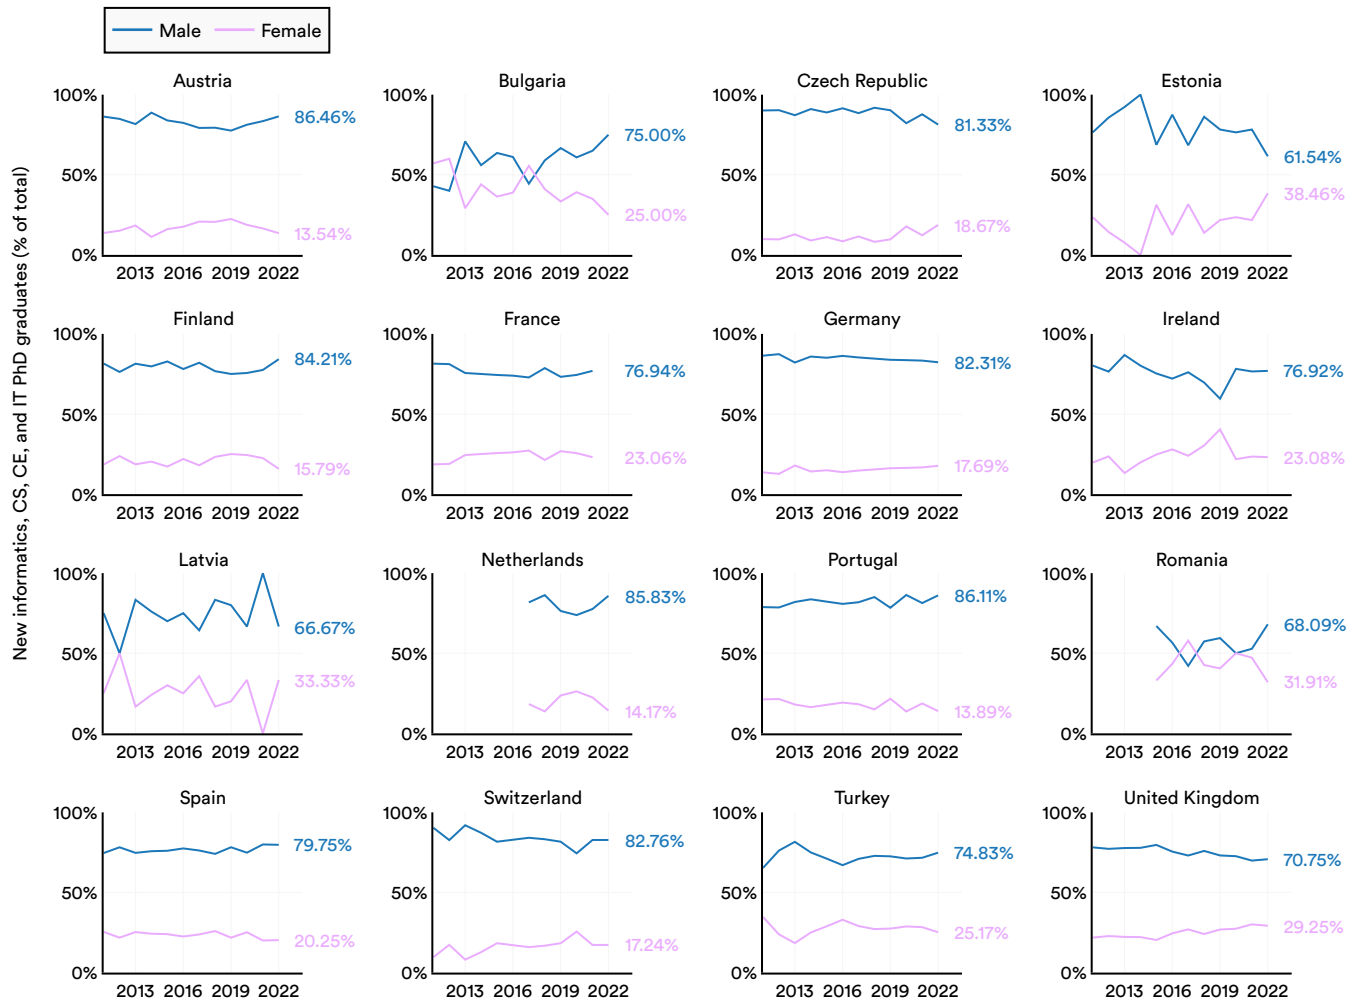 Male Female
New informatics, CS, CE, and IT PhD graduates (% of total)
Austria
100%
50%
0%
2013 2016 2019 2022
86.46%
13.54%
Bulgaria
100%
50%
0%
2013 2016 2019 2022
75.00%
25.00%
Czech Republic
100%
50%
0%
2013 2016 2019 2022
81.33%
18.67%
Estonia
100%
50%
0%
2013 2016 2019 2022
61.54%
38.46%
Finland
100%
50%
0%
2013 2016 2019 2022
84.21%
15.79%
France
100%
50%
0%
2013 2016 2019 2022
76.94%
23.06%
Germany
100%
50%
0%
2013 2016 2019 2022
82.31%
17.69%
Ireland
100%
50%
0%
2013 2016 2019 2022
76.92%
23.08%
Latvia
100%
50%
0%
2013 2016 2019 2022
66.67%
33.33%
Netherlands
100%
50%
0%
2013 2016 2019 2022
85.83%
14.17%
Portugal
100%
50%
0%
2013 2016 2019 2022
86.11%
13.89%
Romania
100%
50%
0%
2013 2016 2019 2022
68.09%
31.91%
Spain
100%
50%
0%
2013 2016 2019 2022
79.75%
20.25%
Switzerland
100%
50%
0%
2013 2016 2019 2022
82.76%
17.24%
Turkey
100%
50%
0%
2013 2016 2019 2022
74.83%
25.17%
United Kingdom
100%
50%
0%
2013 2016 2019 2022
70.75%
29.25%